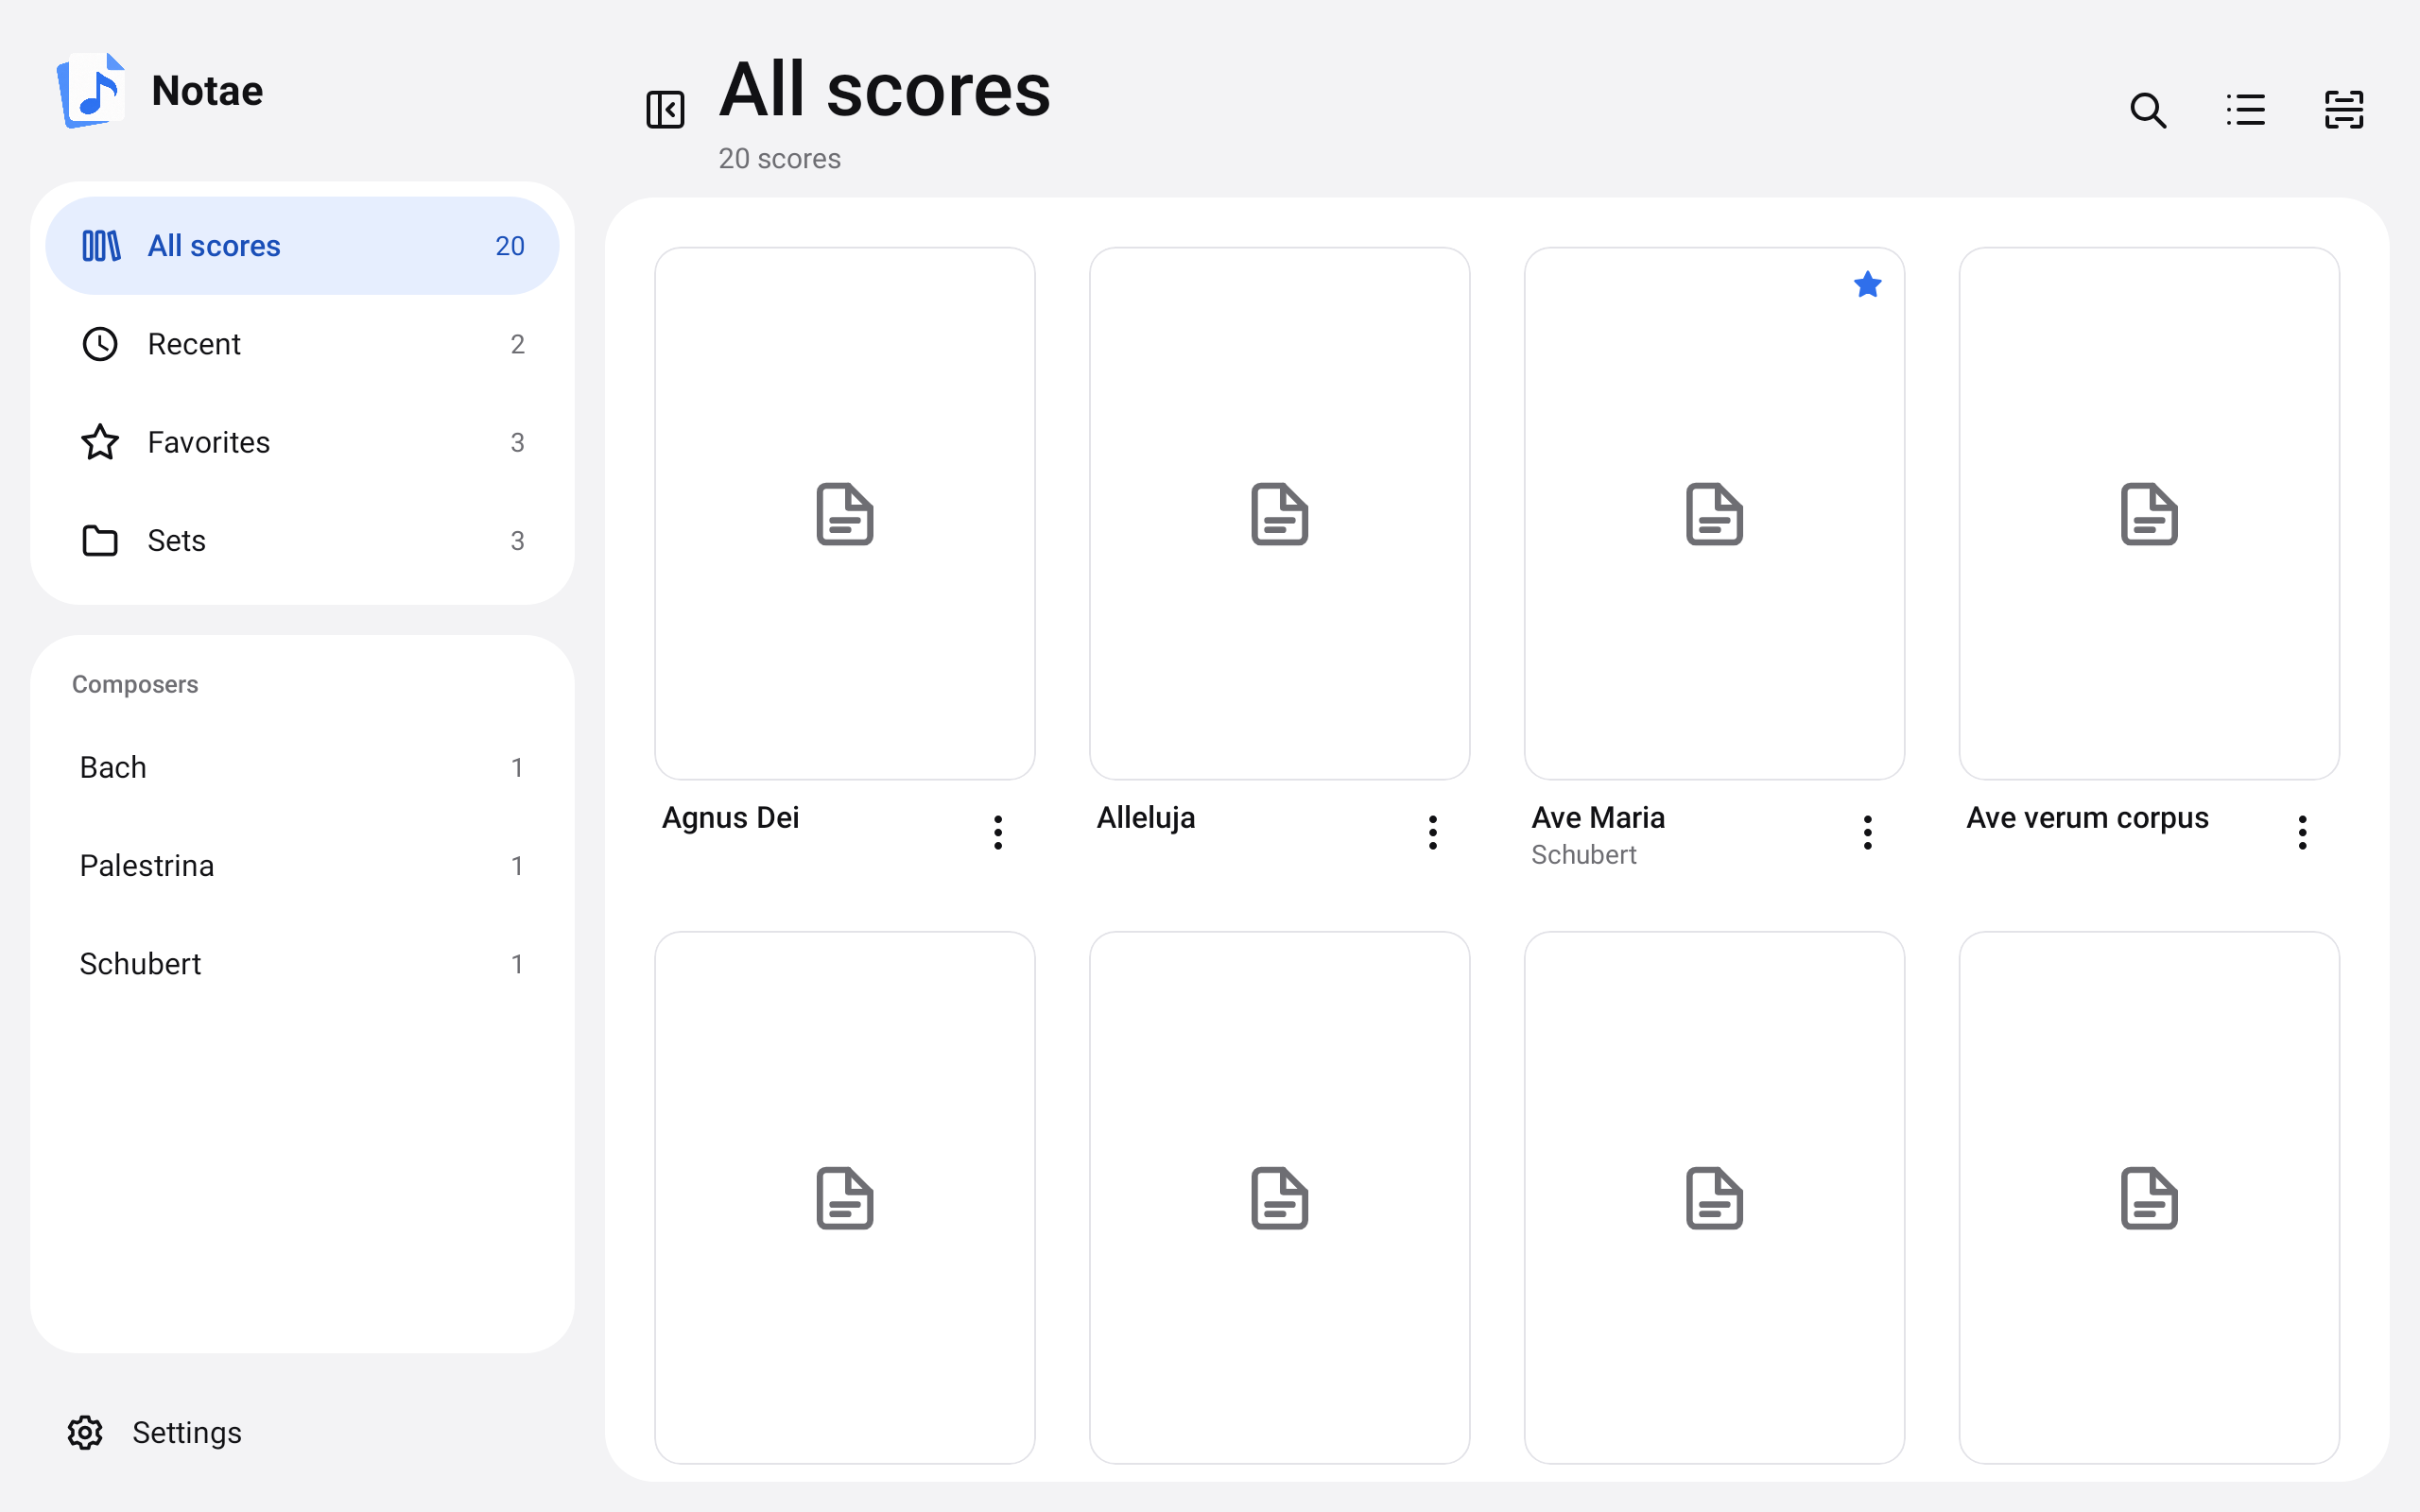 Notae
All scores
20 scores
All scores 20
Recent 2
Favorites 3
Sets 3
Composers
Bach 1
Palestrina 1
Schubert 1
Settings
Agnus Dei
Alleluja
Ave Maria
Schubert
Ave verum corpus